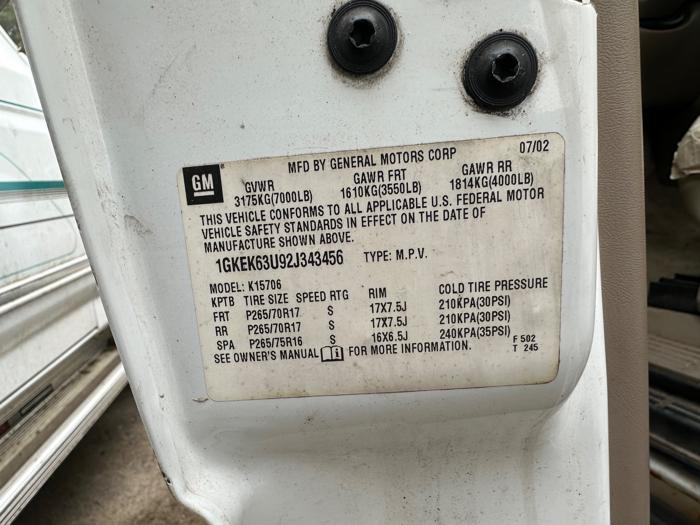 GM
MFD BY GENERAL MOTORS CORP 07/02
GVWR GAWR FRT GAWR RR
3175KG(7000LB) 1610KG(3550LB) 1814KG(4000LB)
THIS VEHICLE CONFORMS TO ALL APPLICABLE U.S. FEDERAL MOTOR
VEHICLE SAFETY STANDARDS IN EFFECT ON THE DATE OF
MANUFACTURE SHOWN ABOVE.
1GKEK63U92J343456 TYPE: M.P.V.
MODEL: K15706
KPTB TIRE SIZE SPEED RTG RIM COLD TIRE PRESSURE
FRT P265/70R17 S 17X7.5J 210KPA(30PSI)
RR P265/70R17 S 17X7.5J 210KPA(30PSI)
SPA P265/75R16 S 16X6.5J 240KPA(35PSI)
SEE OWNER'S MANUAL FOR MORE INFORMATION.
F 502
T 245